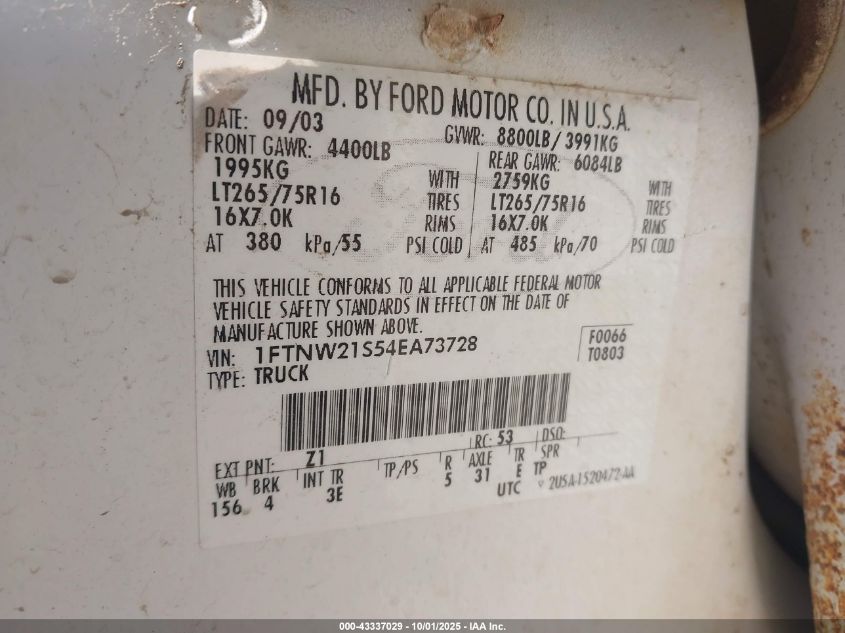 MFD. BY FORD MOTOR CO. IN U.S.A.
DATE: 09/03 GVWR: 8800LB/ 3991KG
FRONT GAWR: 4400LB REAR GAWR: 6084LB
1995KG WITH 2759KG WITH
LT265/75R16 TIRES LT265/75R16 TIRES
16X7.0K RIMS 16X7.0K RIMS
AT 380 kPa/55 PSI COLD AT 485 kPa/70 PSI COLD
THIS VEHICLE CONFORMS TO ALL APPLICABLE FEDERAL MOTOR
VEHICLE SAFETY STANDARDS IN EFFECT ON THE DATE OF
MANUFACTURE SHOWN ABOVE.
VIN: 1FTNW21S54EA73728 F0066
TYPE: TRUCK T0803
EXT PNT: Z1 RC: 53 DSO:
WB BRK INT TR TP/PS R AXLE TR SPR
156 4 3E 5 31 E TP
UTC 2U5A-1520472-AA
000-43337029 - 10/01/2025 - IAA Inc.